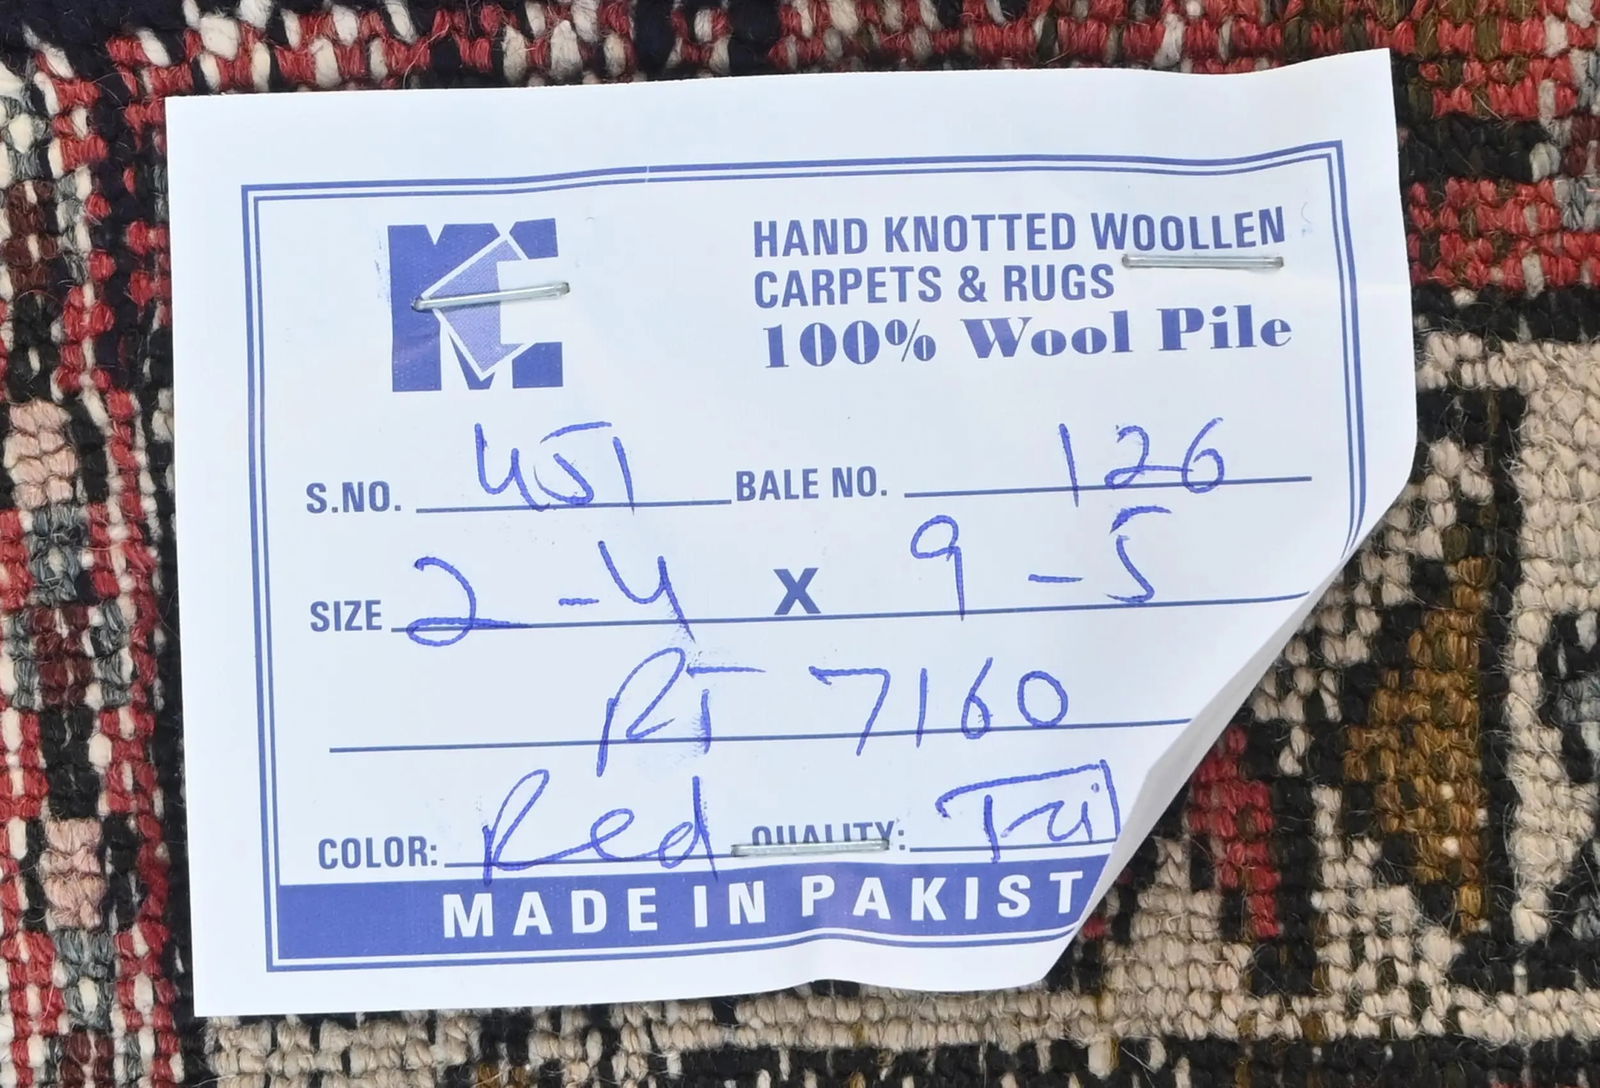 HAND KNOTTED WOOLLEN
CARPETS & RUGS
100% Wool Pile
S.NO. 451 BALE NO. 126
SIZE 2-4 X 9-5
RT 7160
COLOR: Red QUALITY:
MADE IN PAKIST